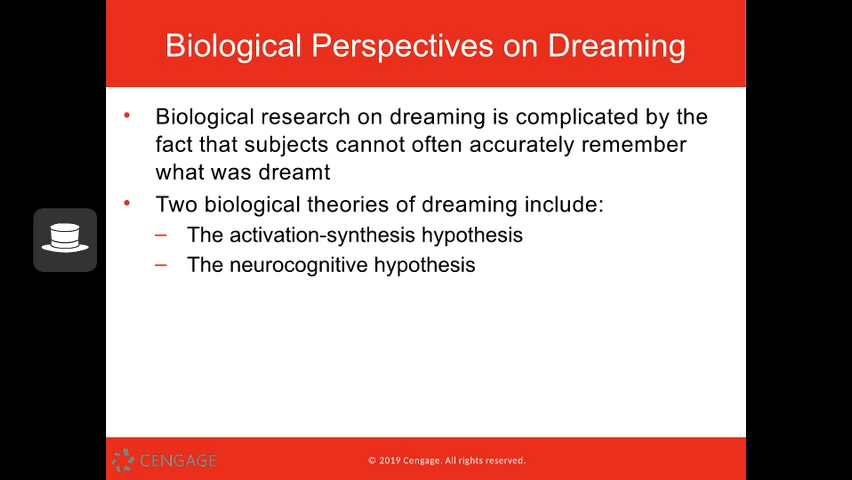 Biological Perspectives on Dreaming
• Biological research on dreaming is complicated by the
fact that subjects cannot often accurately remember
what was dreamt
• Two biological theories of dreaming include:
– The activation-synthesis hypothesis
– The neurocognitive hypothesis
CENGAGE
© 2019 Cengage. All rights reserved.